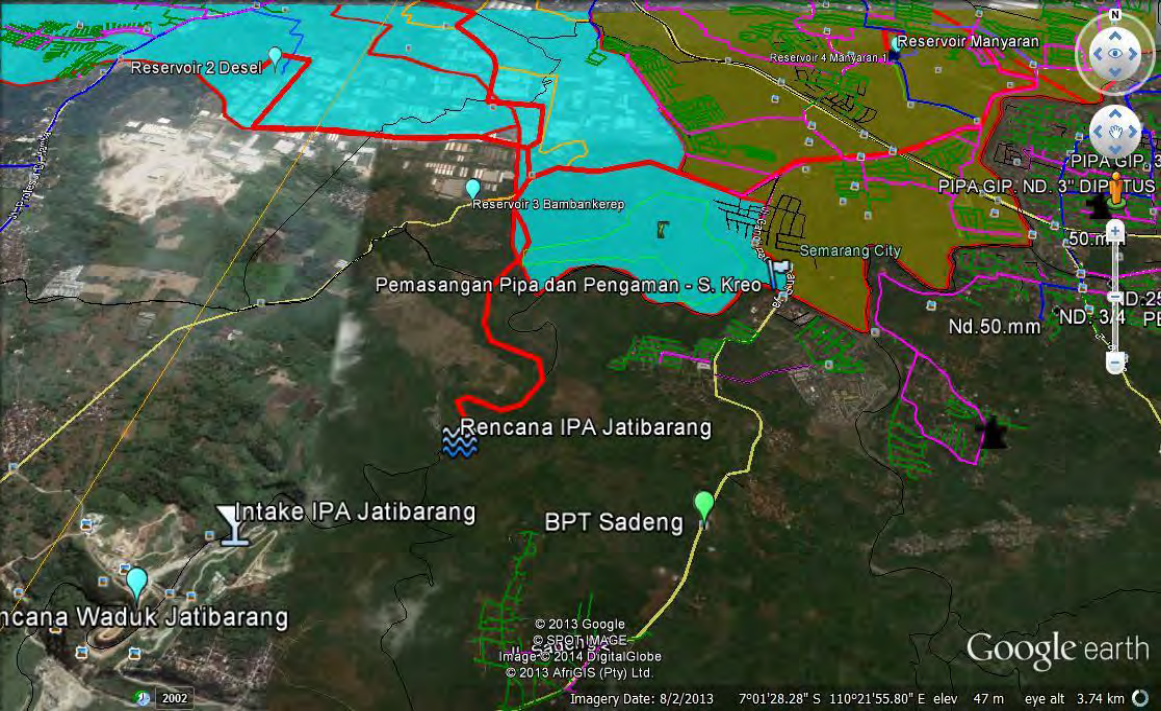 N
Reservoir Manyaran
Reservoir 4 Manyaran 1
Reservoir 2 Desel
PIPA GIP. 3
PIPA GIP. ND. 3" DIPUTUS
Reservoir 3 Bambankerep
50.m
Semarang City
Pemasangan Pipa dan Pengaman - S. Kreo
ND.25
ND. 3/4
PE
Nd.50.mm
Rencana IPA Jatibarang
Intake IPA Jatibarang
BPT Sadeng
ncana Waduk Jatibarang
© 2013 Google
© SPOT IMAGE
Image © 2014 DigitalGlobe
© 2013 AfriGIS (Pty) Ltd.
Google earth
2002
Imagery Date: 8/2/2013 7°01'28.28" S 110°21'55.80" E elev 47 m eye alt 3.74 km